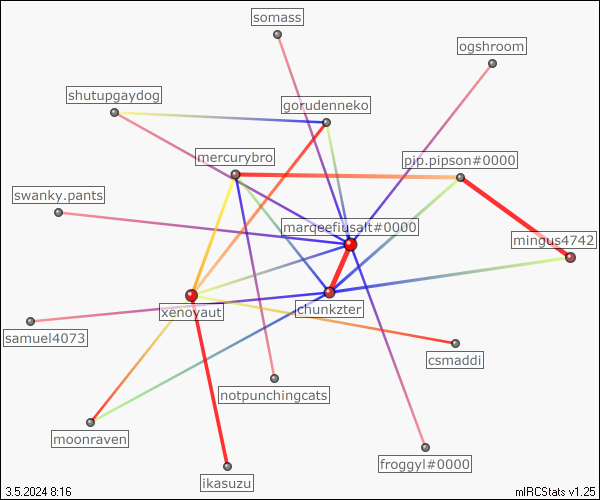 somass
ogshroom
shutupgaydog
gorudenneko
mercurybro
pip.pipson#0000
swanky.pants
marqeefiusalt#0000
mingus4742
xenoyaut
chunkzter
samuel4073
csmaddi
notpunchingcats
moonraven
froggyl#0000
ikasuzu
3.5.2024 8:16
mIRCStats v1.25